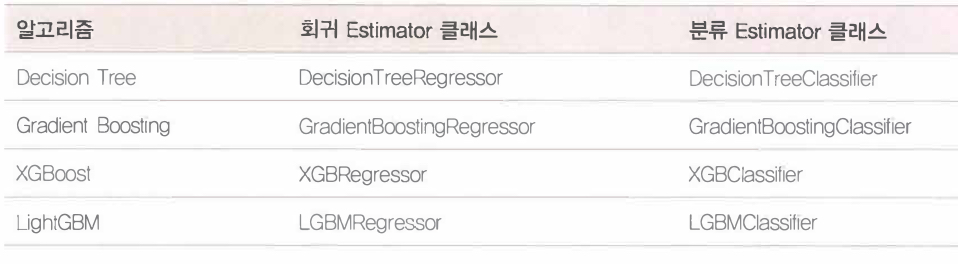 알고리즘 회귀 Estimator 클래스 분류 Estimator 클래스
Decision Tree DecisionTreeRegressor DecisionTreeClassifier
Gradient Boosting GradientBoostingRegressor GradientBoostingClassifier
XGBoost XGBRegressor XGBClassifier
LightGBM LGBMRegressor LGBMClassifier